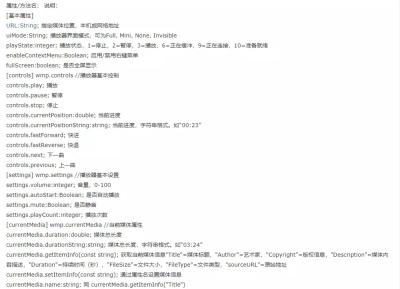 属性/方法名： 说明:
[基本属性]
URL:String; 指定媒体位置，本机或网络地址
uiMode:String; 播放器界面模式，可为Full, Mini, None, Invisible
playState:integer; 播放状态，1=停止，2=暂停，3=播放，6=正在缓冲，9=正在连接，10=准备就绪
enableContextMenu:Boolean; 启用/禁用右键菜单
fullScreen:boolean; 是否全屏显示
[controls] wmp.controls //播放器基本控制
controls.play; 播放
controls.pause; 暂停
controls.stop; 停止
controls.currentPosition:double; 当前进度
controls.currentPositionString:string; 当前进度，字符串格式。如"00:23"
controls.fastForward; 快进
controls.fastReverse; 快退
controls.next; 下一曲
controls.previous; 上一曲
[settings] wmp.settings //播放器基本设置
settings.volume:integer; 音量，0-100
settings.autoStart:Boolean; 是否自动播放
settings.mute:Boolean; 是否静音
settings.playCount:integer; 播放次数
[currentMedia] wmp.currentMedia //当前媒体属性
currentMedia.duration:double; 媒体总长度
currentMedia.durationString:string; 媒体总长度，字符串格式。如"03:24"
currentMedia.getItemInfo(const string); 获取当前媒体信息"Title"=媒体标题，"Author"=艺术家，"Copyright"=版权信息，"Description"=媒体内
容描述，"Duration"=持续时间（秒），"FileSize"=文件大小，"FileType"=文件类型，"sourceURL"=原始地址
currentMedia.setItemInfo(const string); 通过属性名设置媒体信息
currentMedia.name:string; 同 currentMedia.getItemInfo("Title")